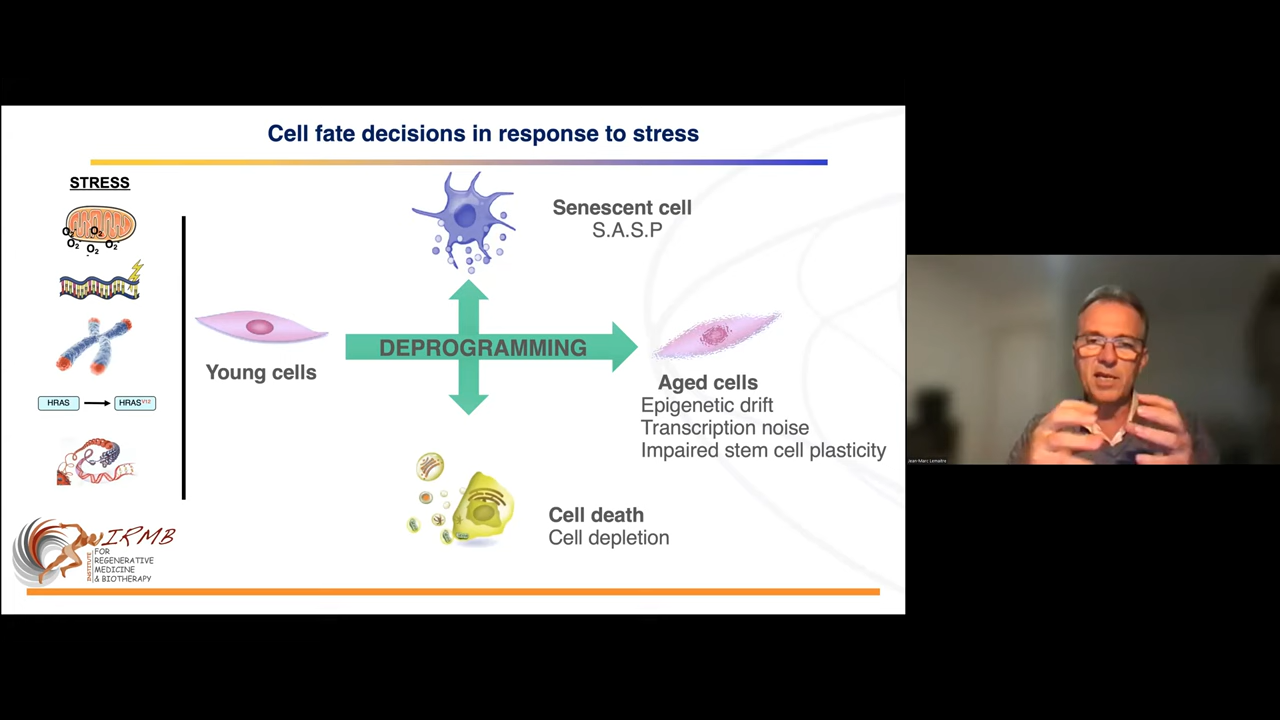 Cell fate decisions in response to stress
STRESS
O₂
O₂
O₂
O₂
O₂
HRAS
HRASV12
Young cells
DEPROGRAMMING
Senescent cell
S.A.S.P
Aged cells
Epigenetic drift
Transcription noise
Impaired stem cell plasticity
Cell death
Cell depletion
IRMB
INSTITUTE
FOR
REGENERATIVE
MEDICINE
& BIOTHERAPY
Jean-Marc Lemaitre